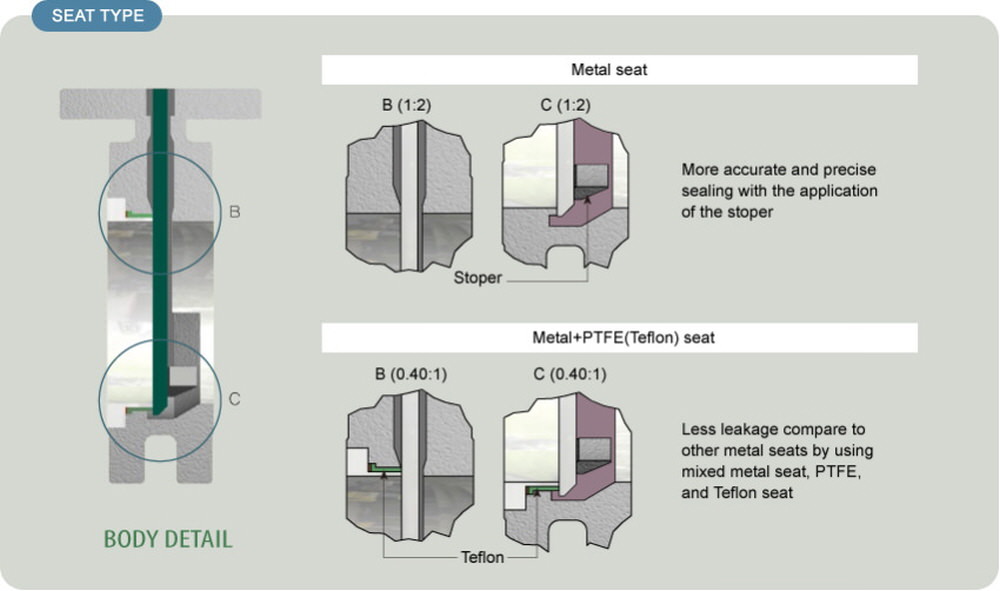 SEAT TYPE
Metal seat
B (1:2)
C (1:2)
More accurate and precise
sealing with the application
of the stoper
Stoper
B
C
BODY DETAIL
Metal+PTFE(Teflon) seat
B (0.40:1)
C (0.40:1)
Less leakage compare to
other metal seats by using
mixed metal seat, PTFE,
and Teflon seat
Teflon